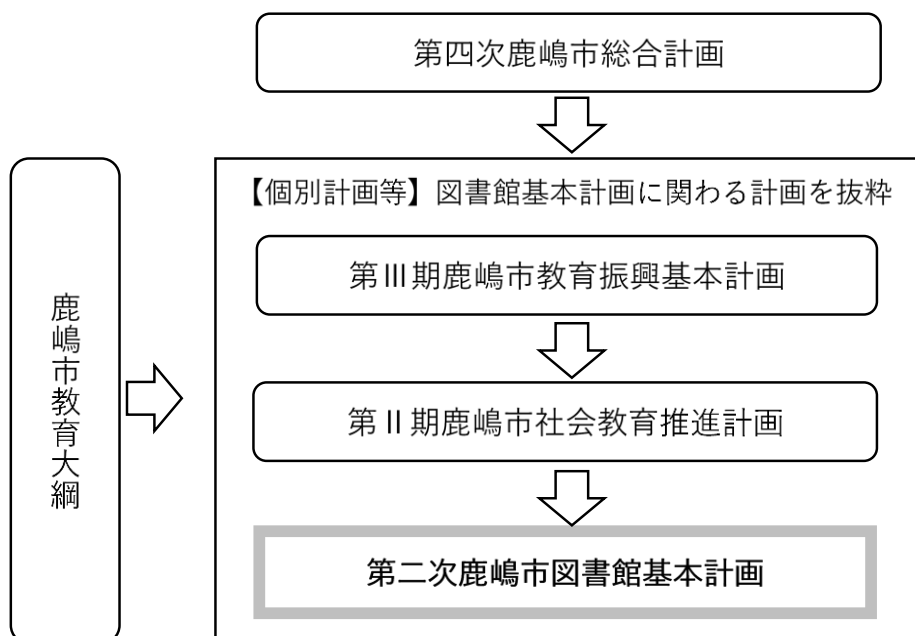 第四次鹿嶋市総合計画
【個別計画等】図書館基本計画に関わる計画を抜粋
第Ⅲ期鹿嶋市教育振興基本計画
鹿嶋市教育大綱
第Ⅱ期鹿嶋市社会教育推進計画
第二次鹿嶋市図書館基本計画